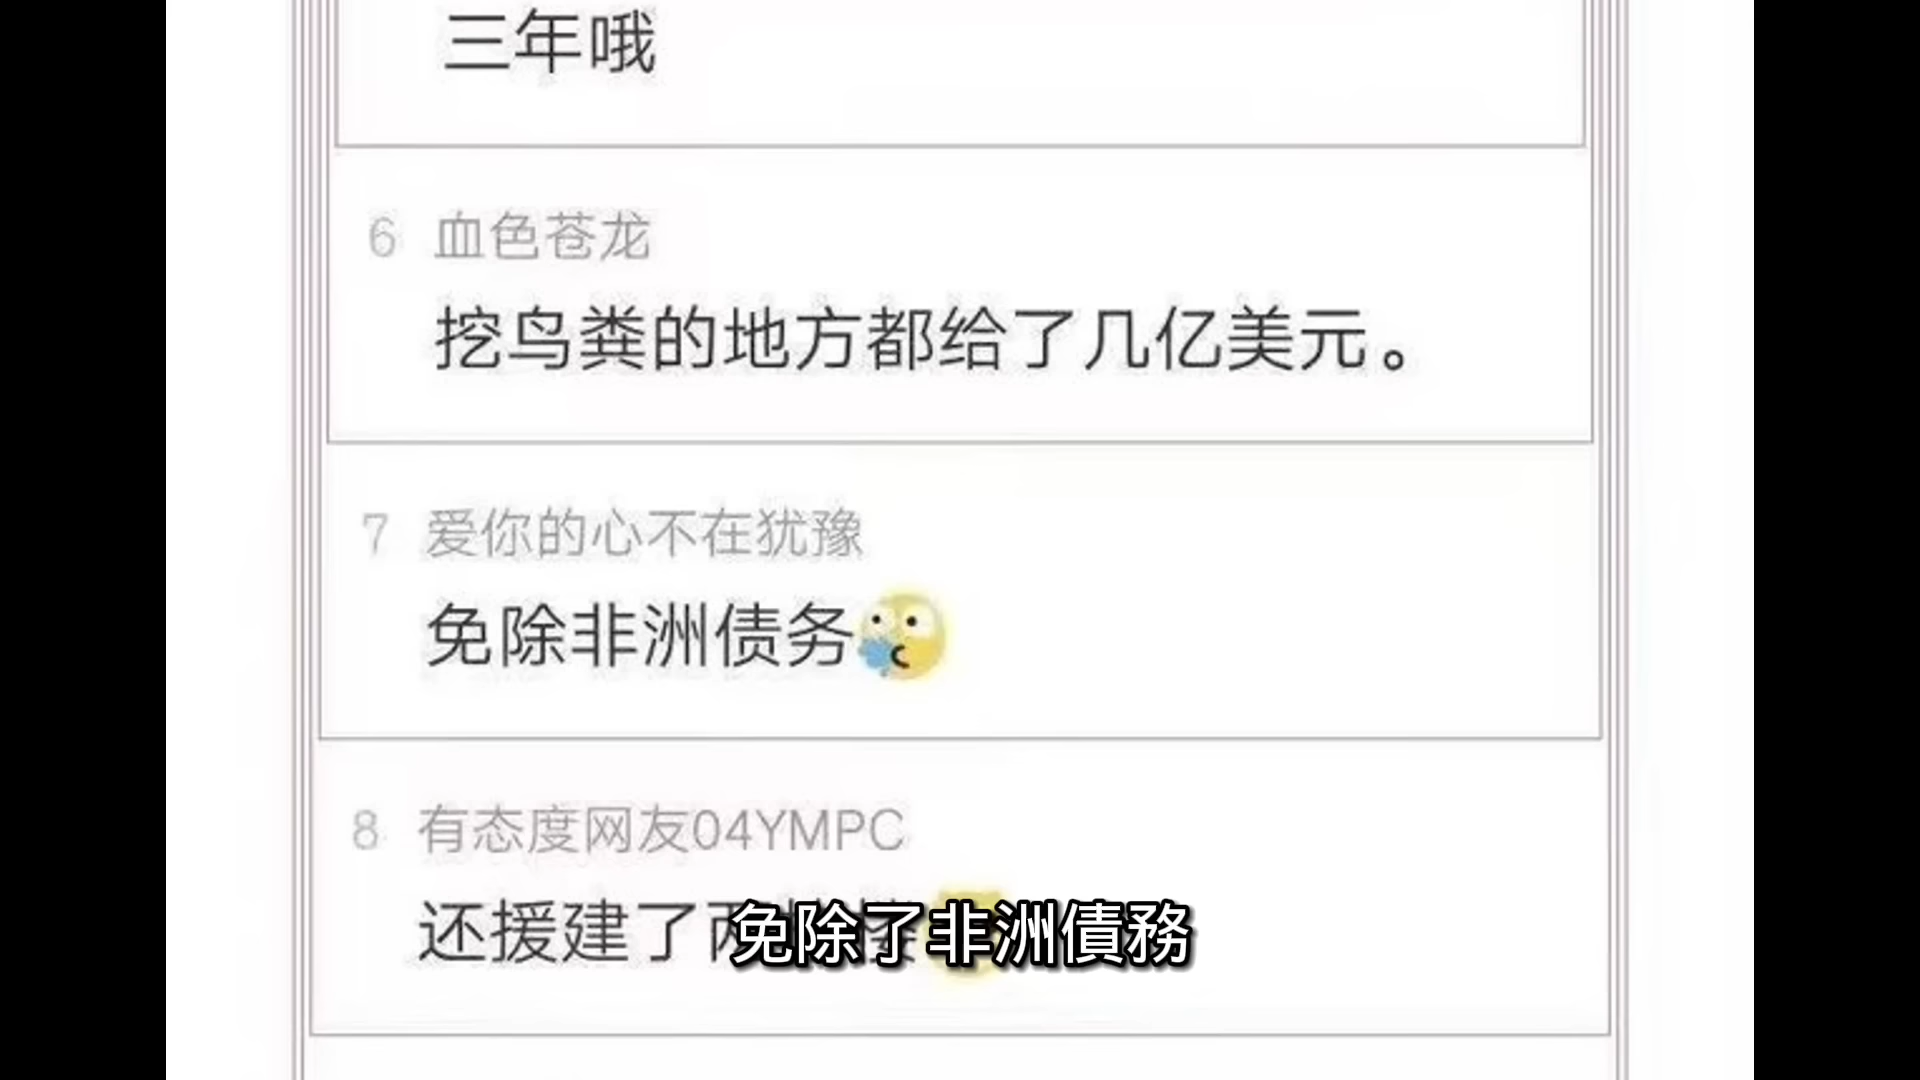 三年哦
6 血色苍龙
挖鸟粪的地方都给了几亿美元。
7 爱你的心不在犹豫
免除非洲债务
8 有态度网友04YMPC
还援建了
免除了非洲債務